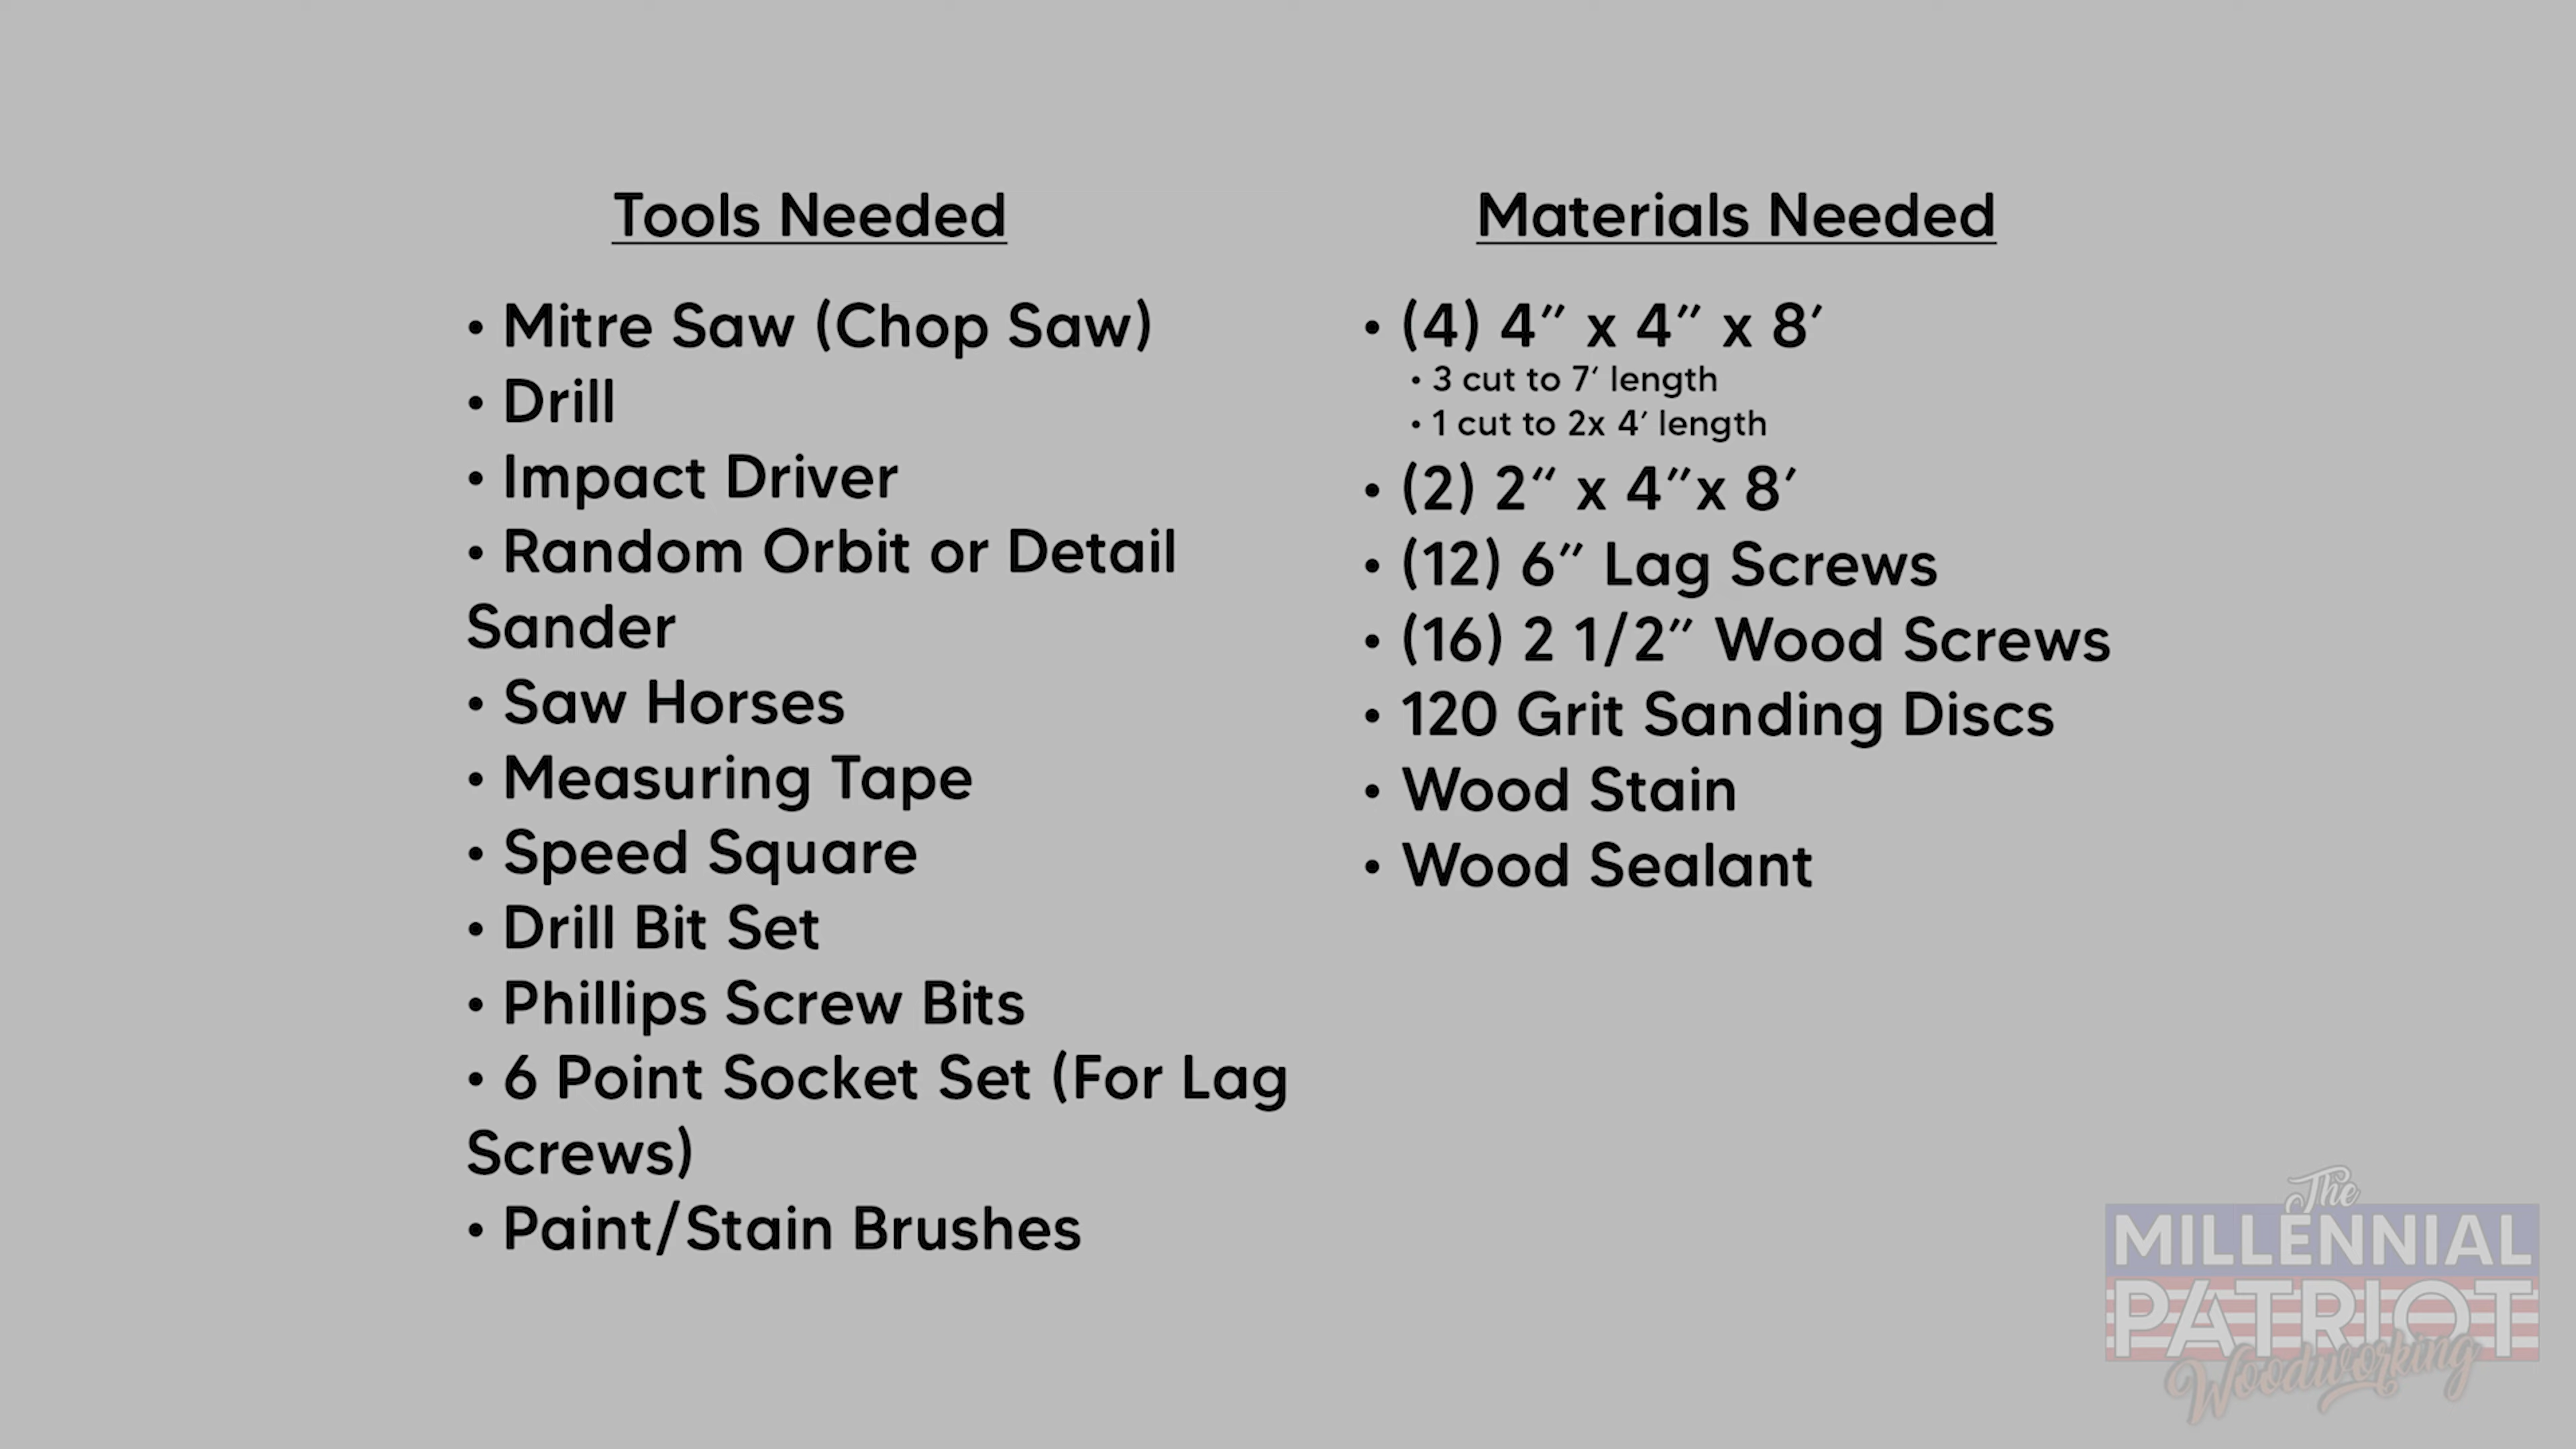 Tools Needed
• Mitre Saw (Chop Saw)
• Drill
• Impact Driver
• Random Orbit or Detail
Sander
• Saw Horses
• Measuring Tape
• Speed Square
• Drill Bit Set
• Phillips Screw Bits
• 6 Point Socket Set (For Lag
Screws)
• Paint/Stain Brushes
Materials Needed
• (4) 4” x 4” x 8’
• 3 cut to 7’ length
• 1 cut to 2x 4’ length
• (2) 2” x 4”x 8’
• (12) 6” Lag Screws
• (16) 2 1/2” Wood Screws
• 120 Grit Sanding Discs
• Wood Stain
• Wood Sealant
The
MILLENNIAL
PATRIOT
Woodworking